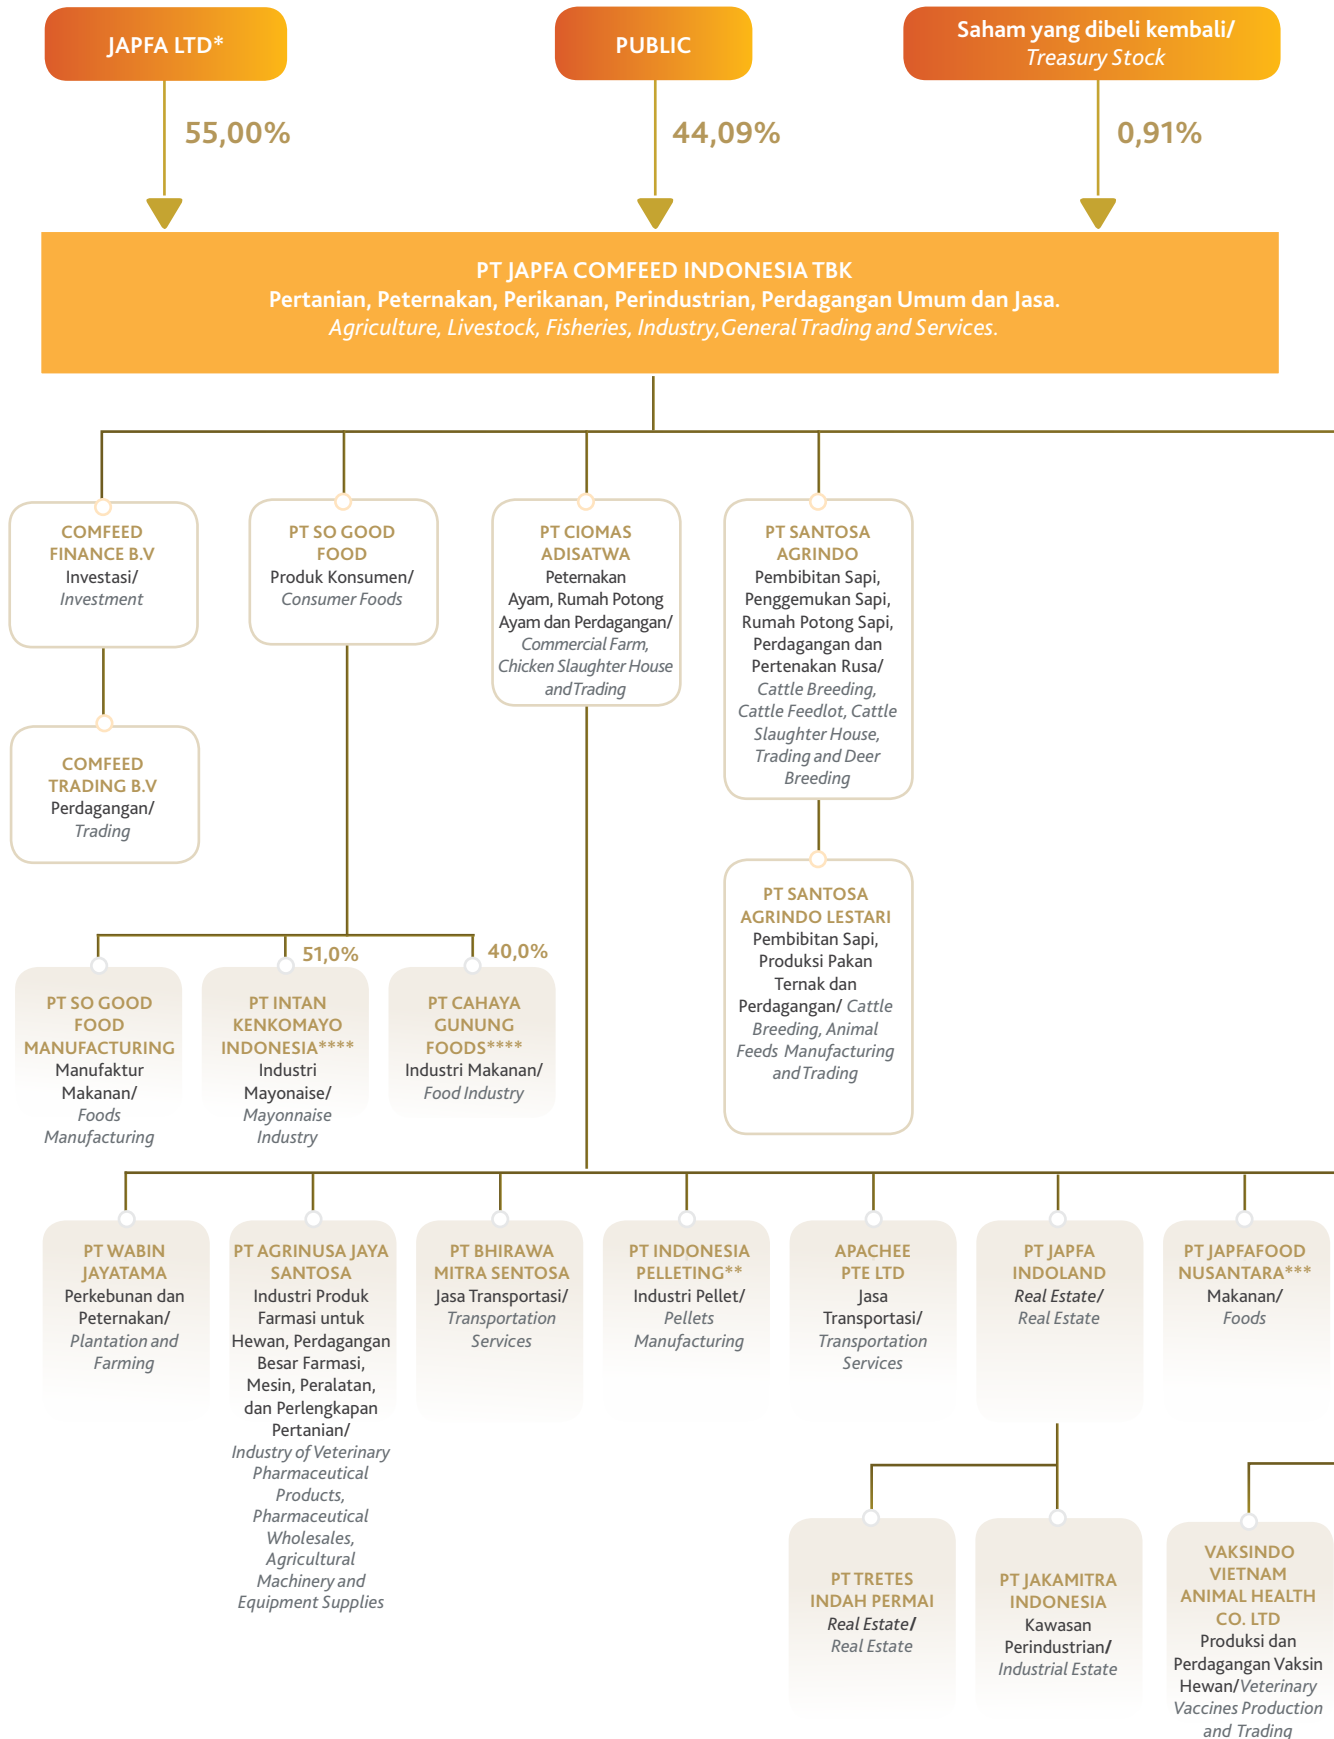 JAPFA LTD*
PUBLIC
Saham yang dibeli kembali/
Treasury Stock
55,00%
44,09%
0,91%
PT JAPFA COMFEED INDONESIA TBK
Pertanian, Peternakan, Perikanan, Perindustrian, Perdagangan Umum dan Jasa.
Agriculture, Livestock, Fisheries, Industry,General Trading and Services.
COMFEED
FINANCE B.V
Investasi/
Investment
PT SO GOOD
FOOD
Produk Konsumen/
Consumer Foods
PT CIOMAS
ADISATWA
Peternakan
Ayam, Rumah Potong
Ayam dan Perdagangan/
Commercial Farm,
Chicken Slaughter House
and Trading
PT SANTOSA
AGRINDO
Pembibitan Sapi,
Penggemukan Sapi,
Rumah Potong Sapi,
Perdagangan dan
Pertenakan Rusa/
Cattle Breeding,
Cattle Feedlot, Cattle
Slaughter House,
Trading and Deer
Breeding
COMFEED
TRADING B.V
Perdagangan/
Trading
PT SANTOSA
AGRINDO LESTARI
Pembibitan Sapi,
Produksi Pakan
Ternak dan
Perdagangan/ Cattle
Breeding, Animal
Feeds Manufacturing
and Trading
51,0%
40,0%
PT SO GOOD
FOOD
MANUFACTURING
Manufaktur
Makanan/
Foods
Manufacturing
PT INTAN
KENKOMAYO
INDONESIA****
Industri
Mayonaise/
Mayonnaise
Industry
PT CAHAYA
GUNUNG
FOODS****
Industri Makanan/
Food Industry
PT WABIN
JAYATAMA
Perkebunan dan
Peternakan/
Plantation and
Farming
PT AGRINUSA JAYA
SANTOSA
Industri Produk
Farmasi untuk
Hewan, Perdagangan
Besar Farmasi,
Mesin, Peralatan,
dan Perlengkapan
Pertanian/
Industry of Veterinary
Pharmaceutical
Products,
Pharmaceutical
Wholesales,
Agricultural
Machinery and
Equipment Supplies
PT BHIRAWA
MITRA SENTOSA
Jasa Transportasi/
Transportation
Services
PT INDONESIA
PELLETING**
Industri Pellet/
Pellets
Manufacturing
APACHEE
PTE LTD
Jasa
Transportasi/
Transportation
Services
PT JAPFA
INDOLAND
Real Estate/
Real Estate
PT JAPFAFOOD
NUSANTARA***
Makanan/
Foods
PT TRETES
INDAH PERMAI
Real Estate/
Real Estate
PT JAKAMITRA
INDONESIA
Kawasan
Perindustrian/
Industrial Estate
VAKSINDO
VIETNAM
ANIMAL HEALTH
CO. LTD
Produksi dan
Perdagangan Vaksin
Hewan/Veterinary
Vaccines Production
and Trading